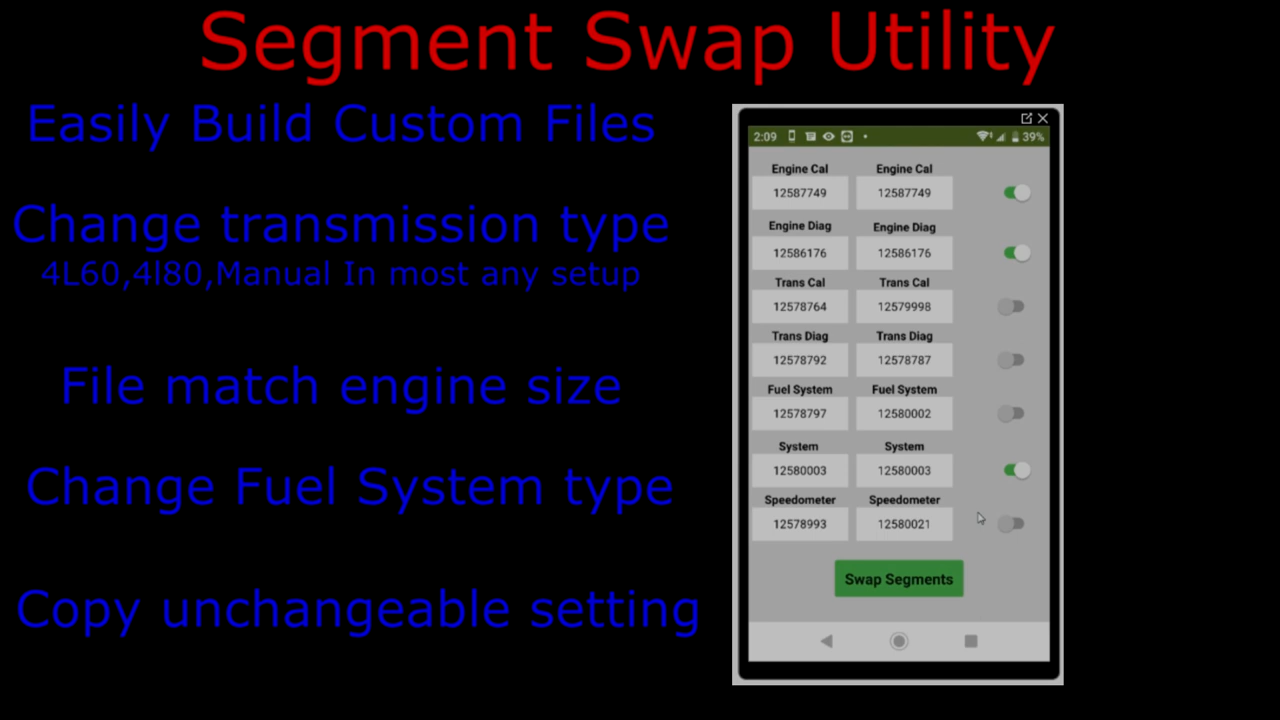 Segment Swap Utility
Easily Build Custom Files
Change transmission type
4L60,4l80,Manual In most any setup
File match engine size
Change Fuel System type
Copy unchangeable setting
2:09 39%
Engine Cal Engine Cal
12587749 12587749
Engine Diag Engine Diag
12586176 12586176
Trans Cal Trans Cal
12578764 12579998
Trans Diag Trans Diag
12578792 12578787
Fuel System Fuel System
12578797 12580002
System System
12580003 12580003
Speedometer Speedometer
12578993 12580021
Swap Segments